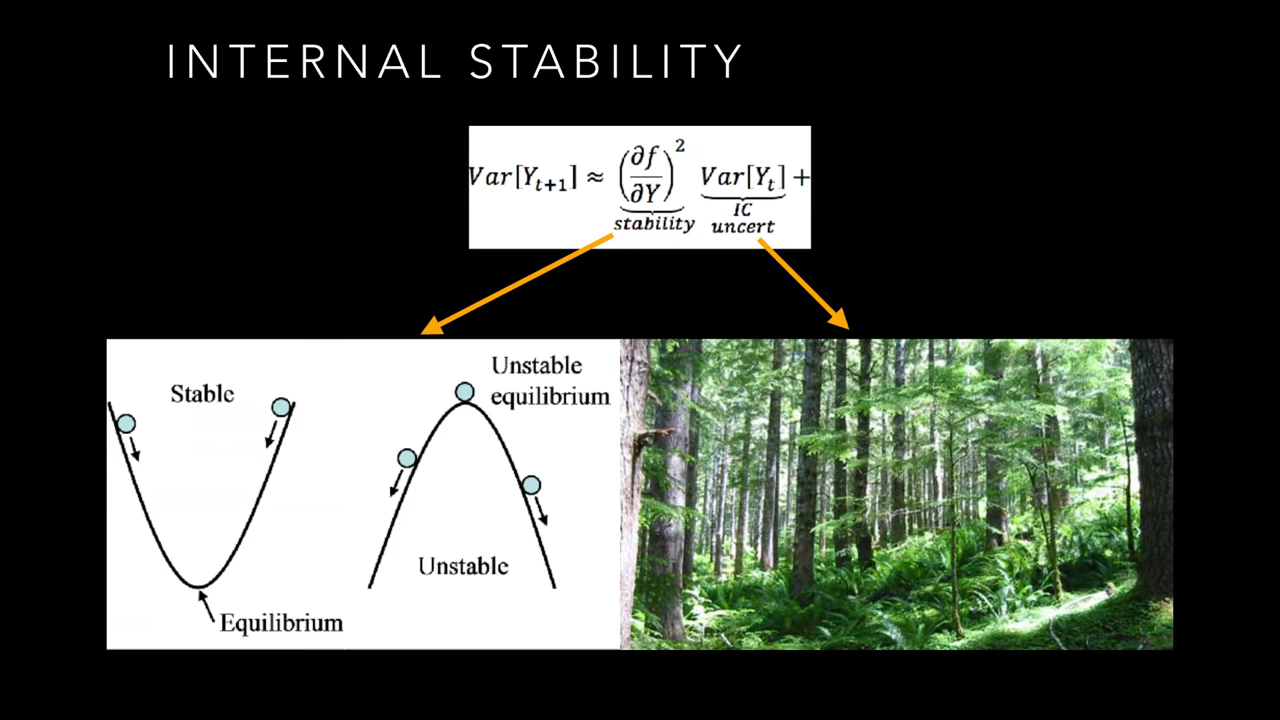 INTERNAL STABILITY
Var[Y_{t+1}] ≈ (∂f/∂Y)^2 Var[Y_t] +
stability
IC
uncert
Stable
Unstable
equilibrium
Unstable
Equilibrium